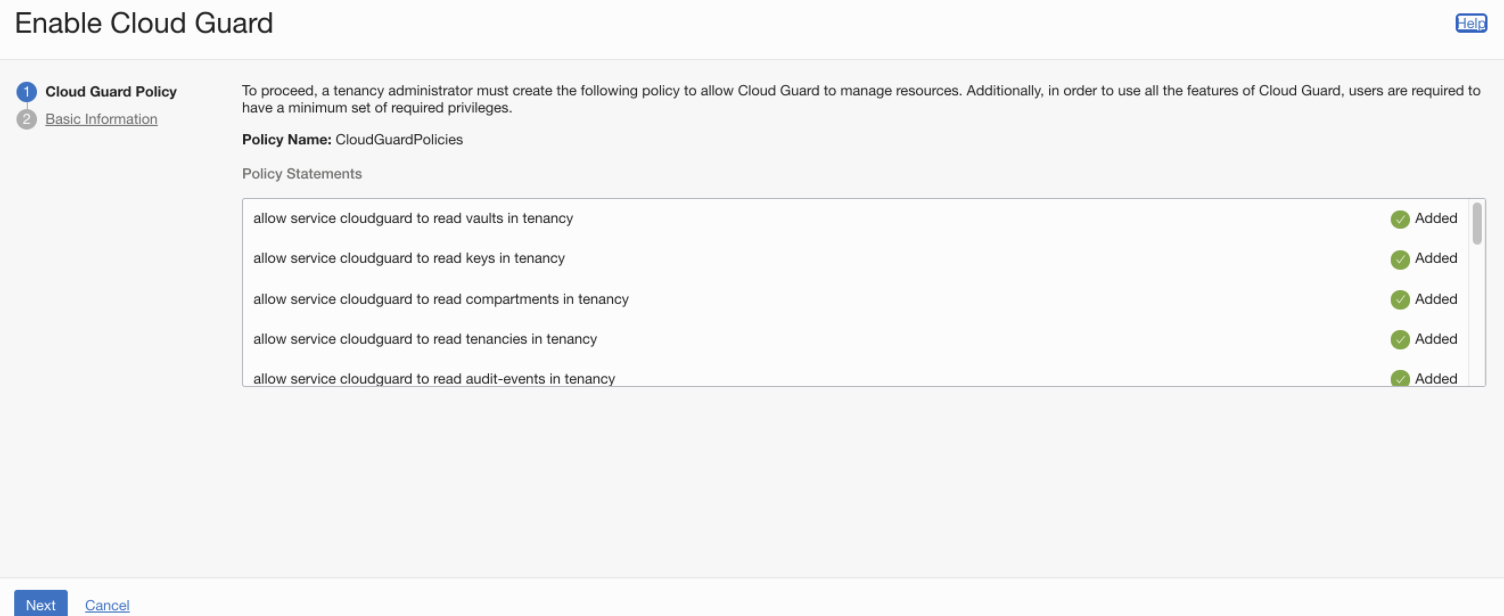 Enable Cloud Guard
Help
1 Cloud Guard Policy
2 Basic Information
To proceed, a tenancy administrator must create the following policy to allow Cloud Guard to manage resources. Additionally, in order to use all the features of Cloud Guard, users are required to
have a minimum set of required privileges.
Policy Name: CloudGuardPolicies
Policy Statements
allow service cloudguard to read vaults in tenancy Added
allow service cloudguard to read keys in tenancy Added
allow service cloudguard to read compartments in tenancy Added
allow service cloudguard to read tenancies in tenancy Added
allow service cloudguard to read audit-events in tenancy Added
Next Cancel